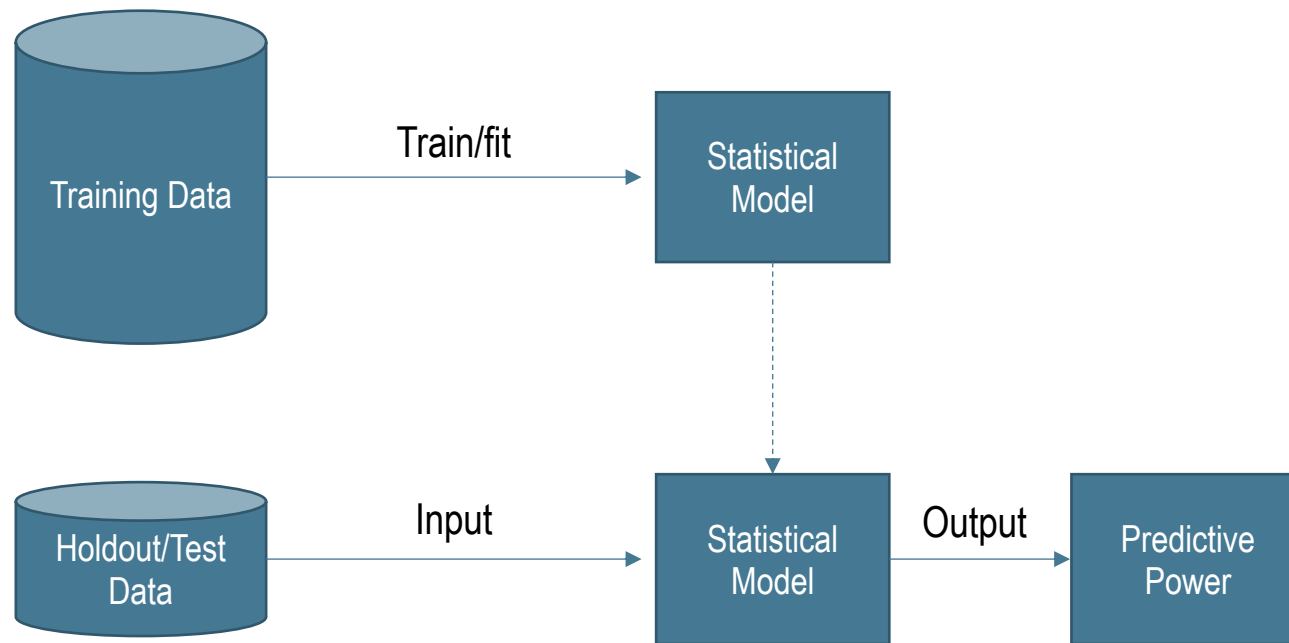 Training Data
Train/fit
Statistical
Model
Holdout/Test
Data
Input
Statistical
Model
Output
Predictive
Power